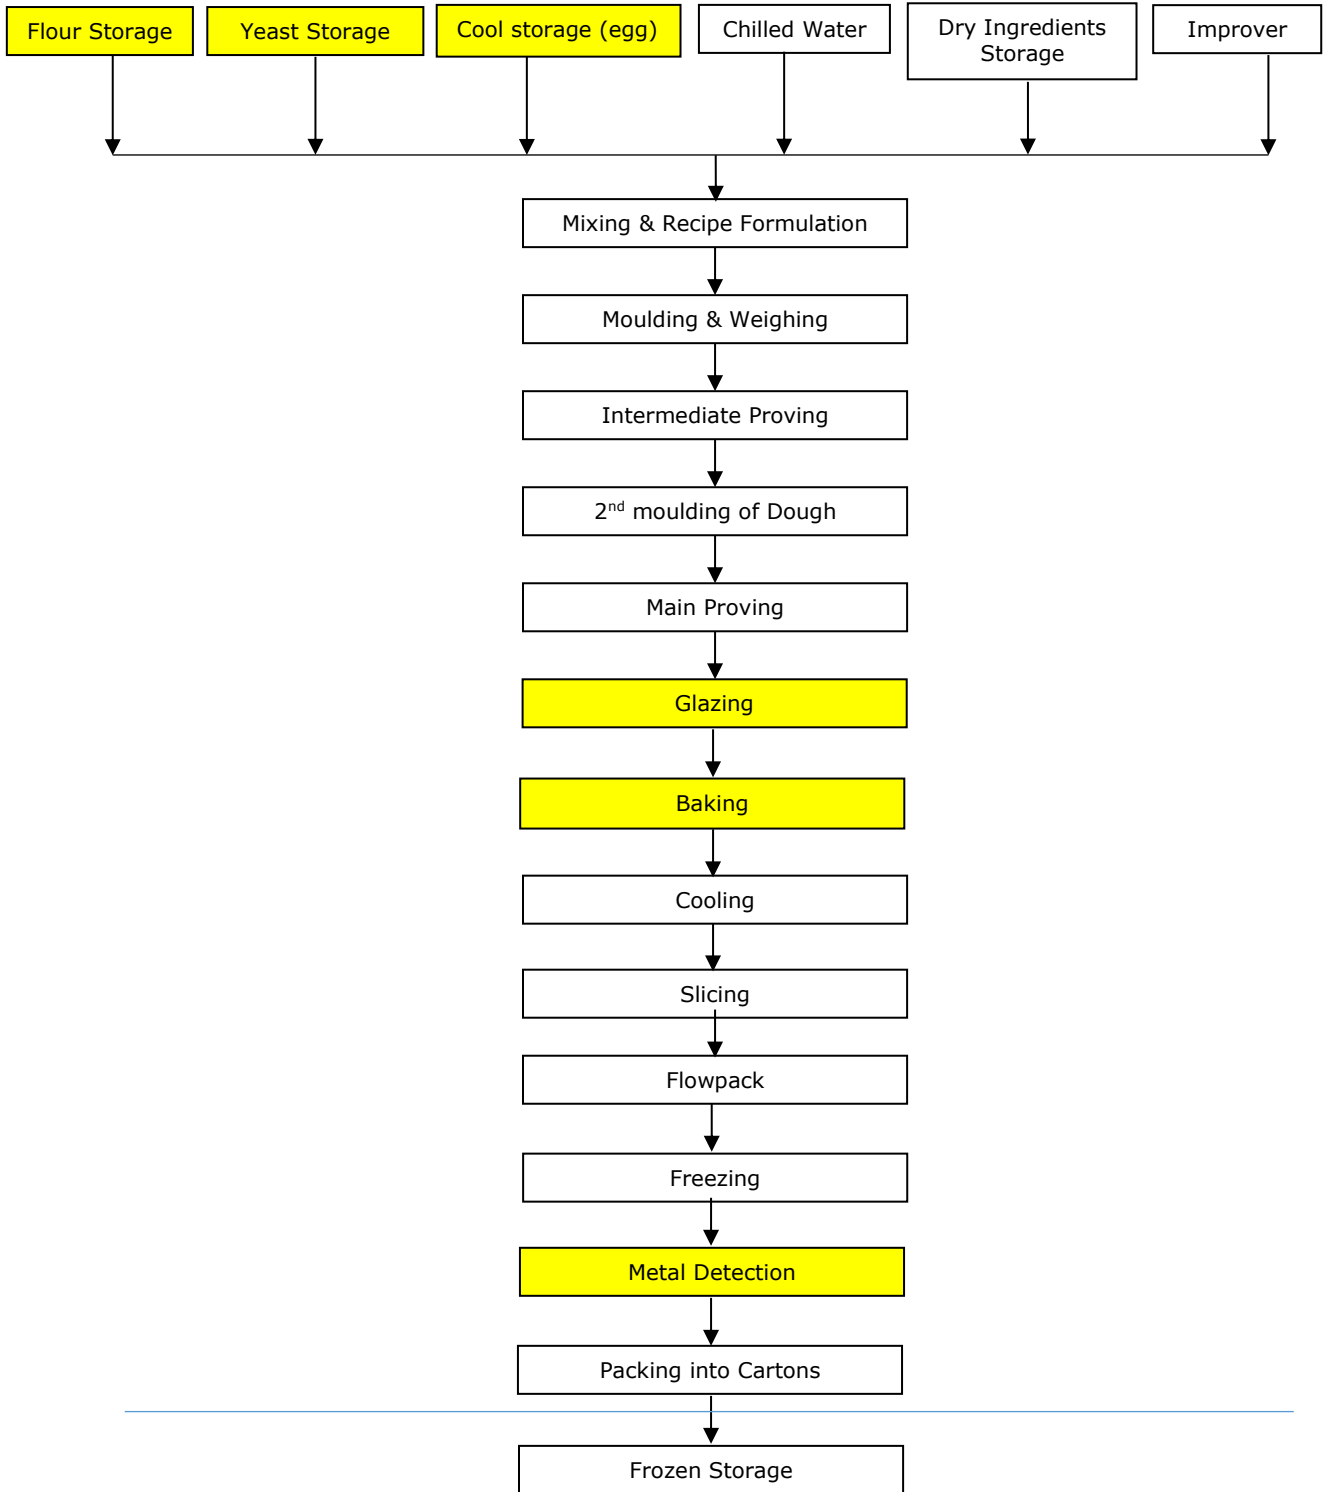 Flour Storage
Yeast Storage
Cool storage (egg)
Chilled Water
Dry Ingredients
Storage
Improver
Mixing & Recipe Formulation
Moulding & Weighing
Intermediate Proving
2nd moulding of Dough
Main Proving
Glazing
Baking
Cooling
Slicing
Flowpack
Freezing
Metal Detection
Packing into Cartons
Frozen Storage